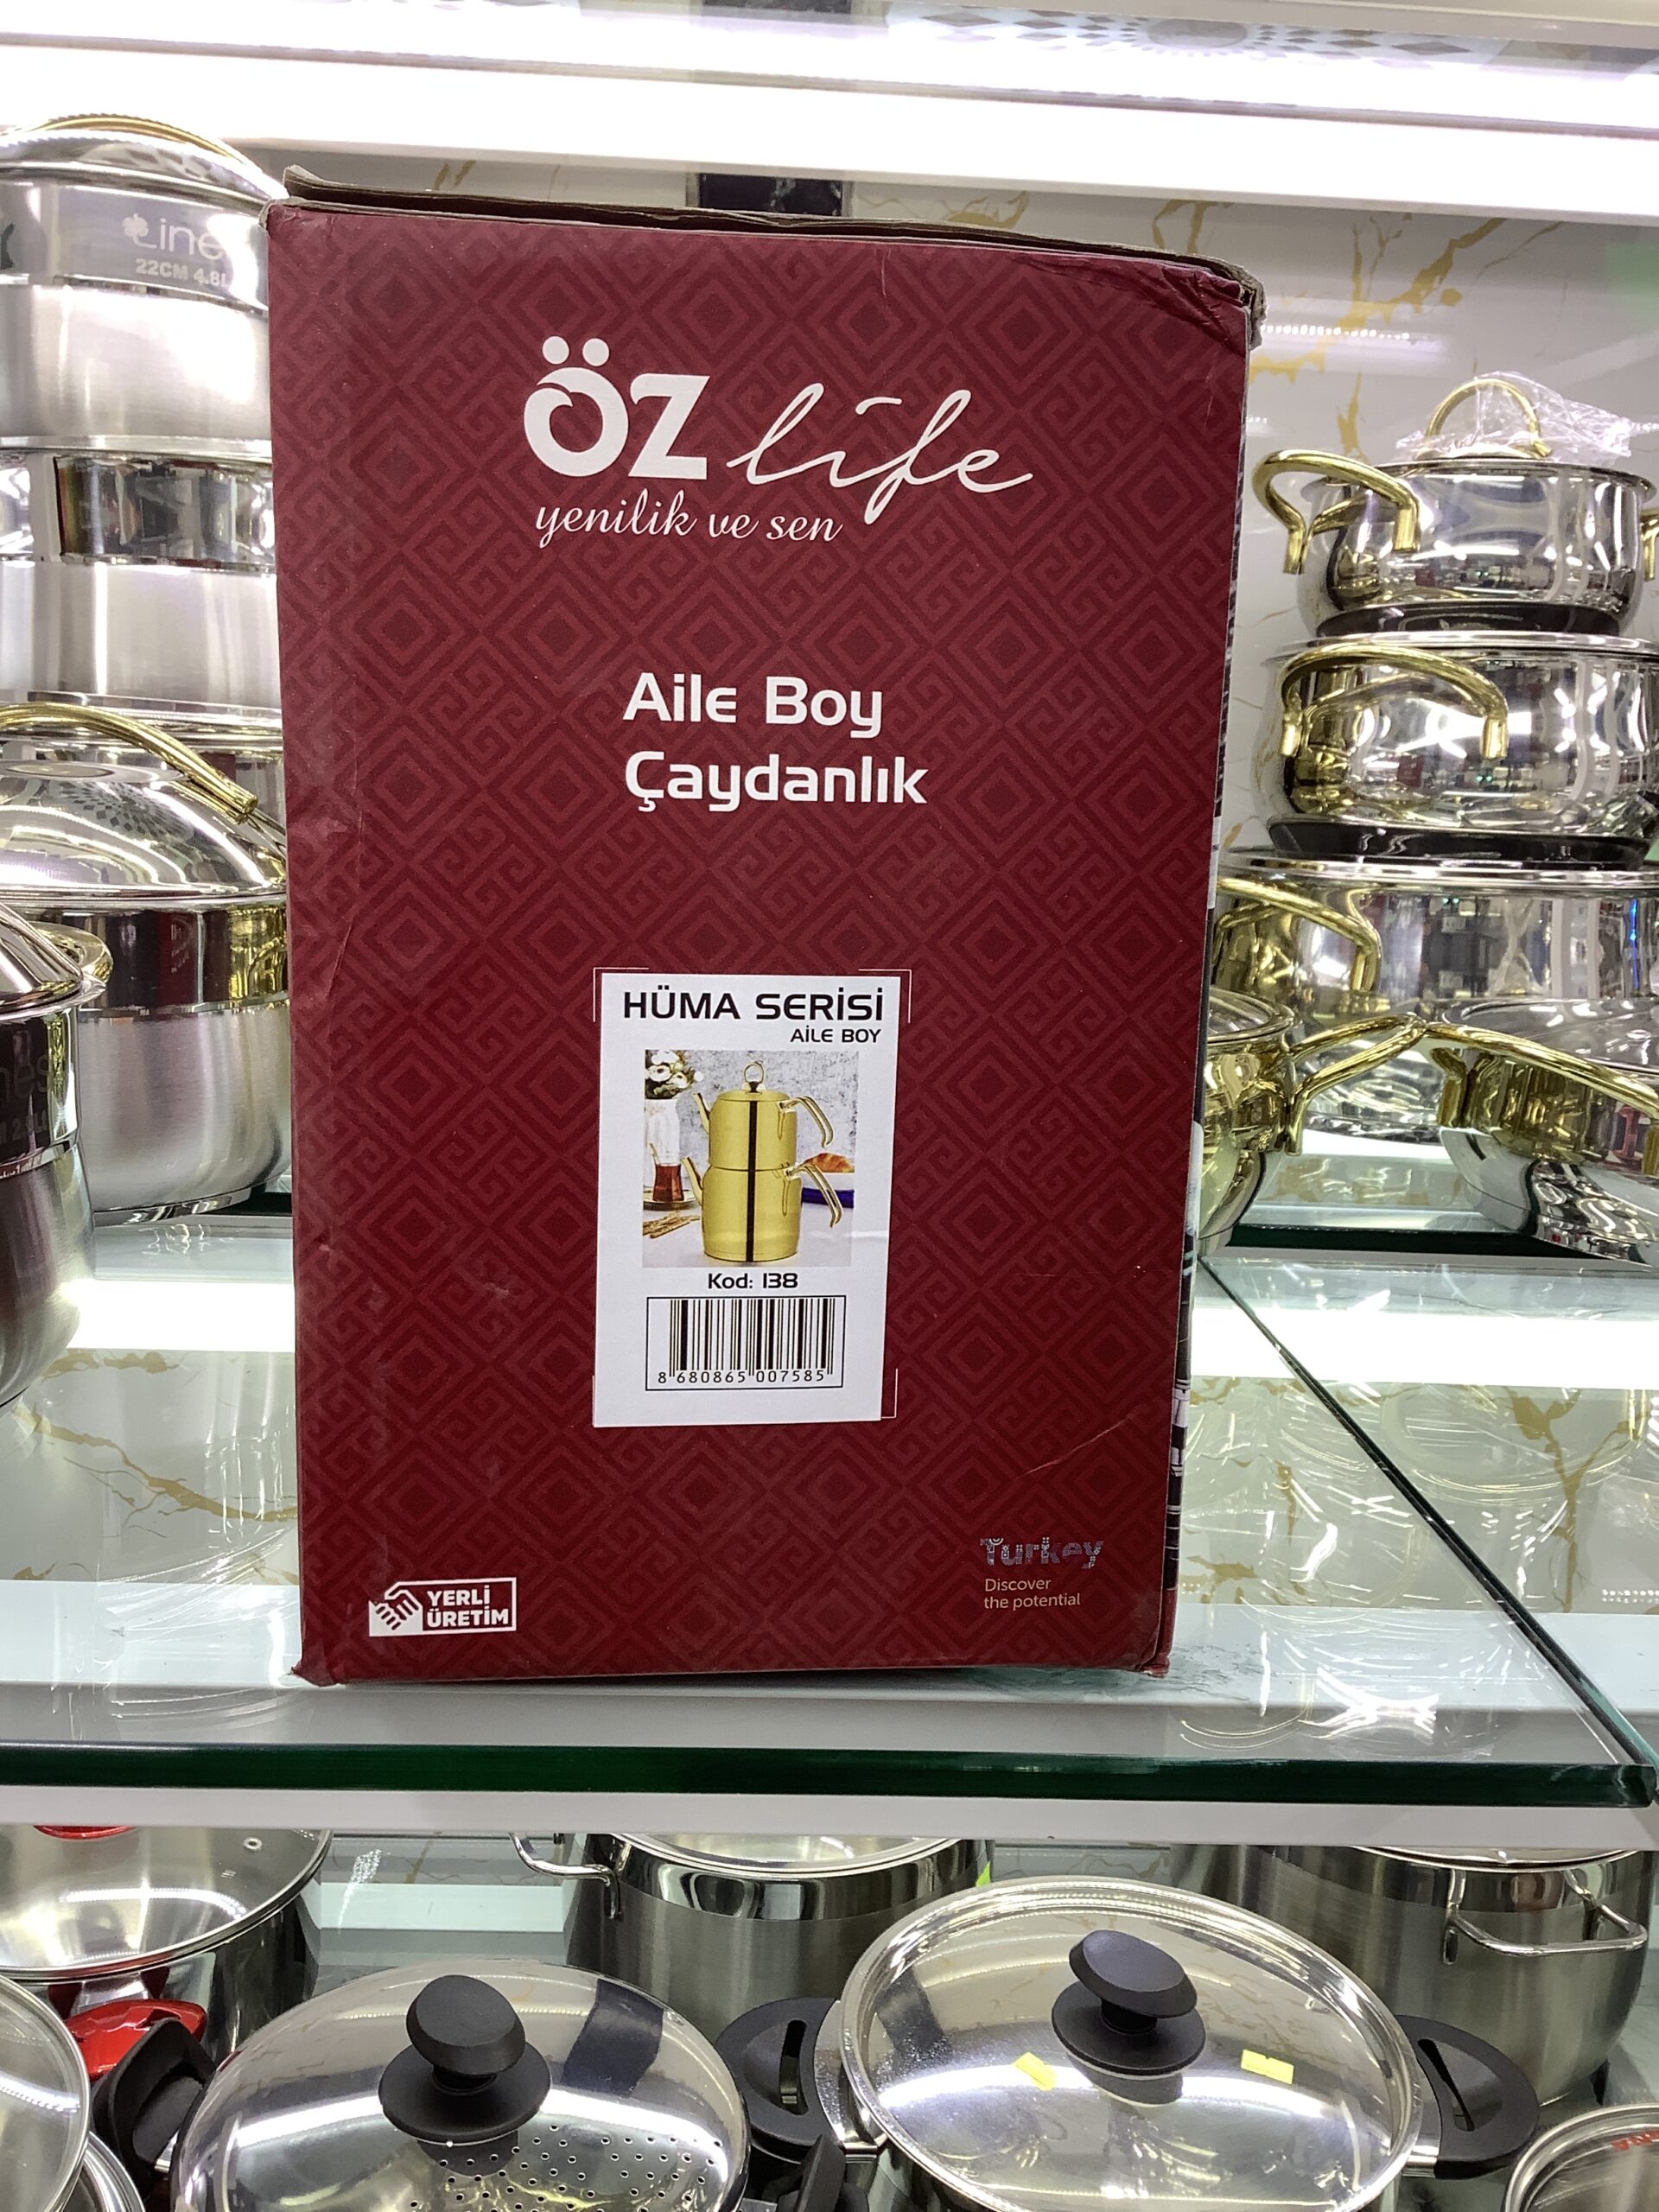 Lines
22CM 4.8L
ÖZ life
yenilik ve sen
Aile Boy
Çaydanlık
HÜMA SERİSİ
AİLE BOY
Kod: 138
8 680865 007585
YERLİ
ÜRETİM
Turkey
Discover
the potential